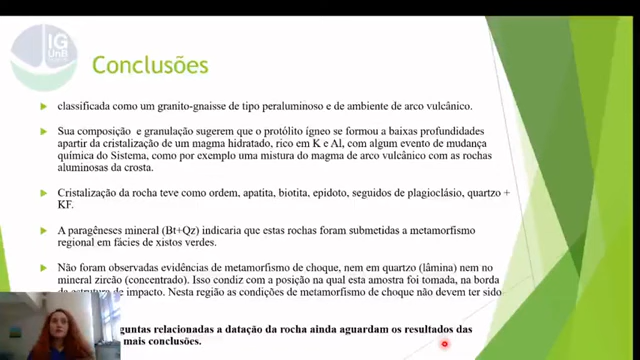 IG
UnB
Conclusões
classificada como um granito-gnaisse de tipo peraluminoso e de ambiente de arco vulcânico.
Sua composição e granulação sugerem que o protólito ígneo se formou a baixas profundidades
apartir da cristalização de um magma hidratado, rico em K e Al, com algum evento de mudança
química do Sistema, como por exemplo uma mistura do magma de arco vulcânico com as rochas
aluminosas da crosta.
Cristalização da rocha teve como ordem, apatita, biotita, epidoto, seguidos de plagioclásio, quartzo +
KF.
A paragêneses mineral (Bt+Qz) indicaria que estas rochas foram submetidas a metamorfismo
regional em fácies de xistos verdes.
Não foram observadas evidências de metamorfismo de choque, nem em quartzo (lâmina) nem no
mineral zircão (concentrado). Isso condiz com a posição na qual esta amostra foi tomada, na borda
da estrutura de impacto. Nesta região as condições de metamorfismo de choque não devem ter sido
guntas relacionadas a datação da rocha ainda aguardam os resultados das
mais conclusões.